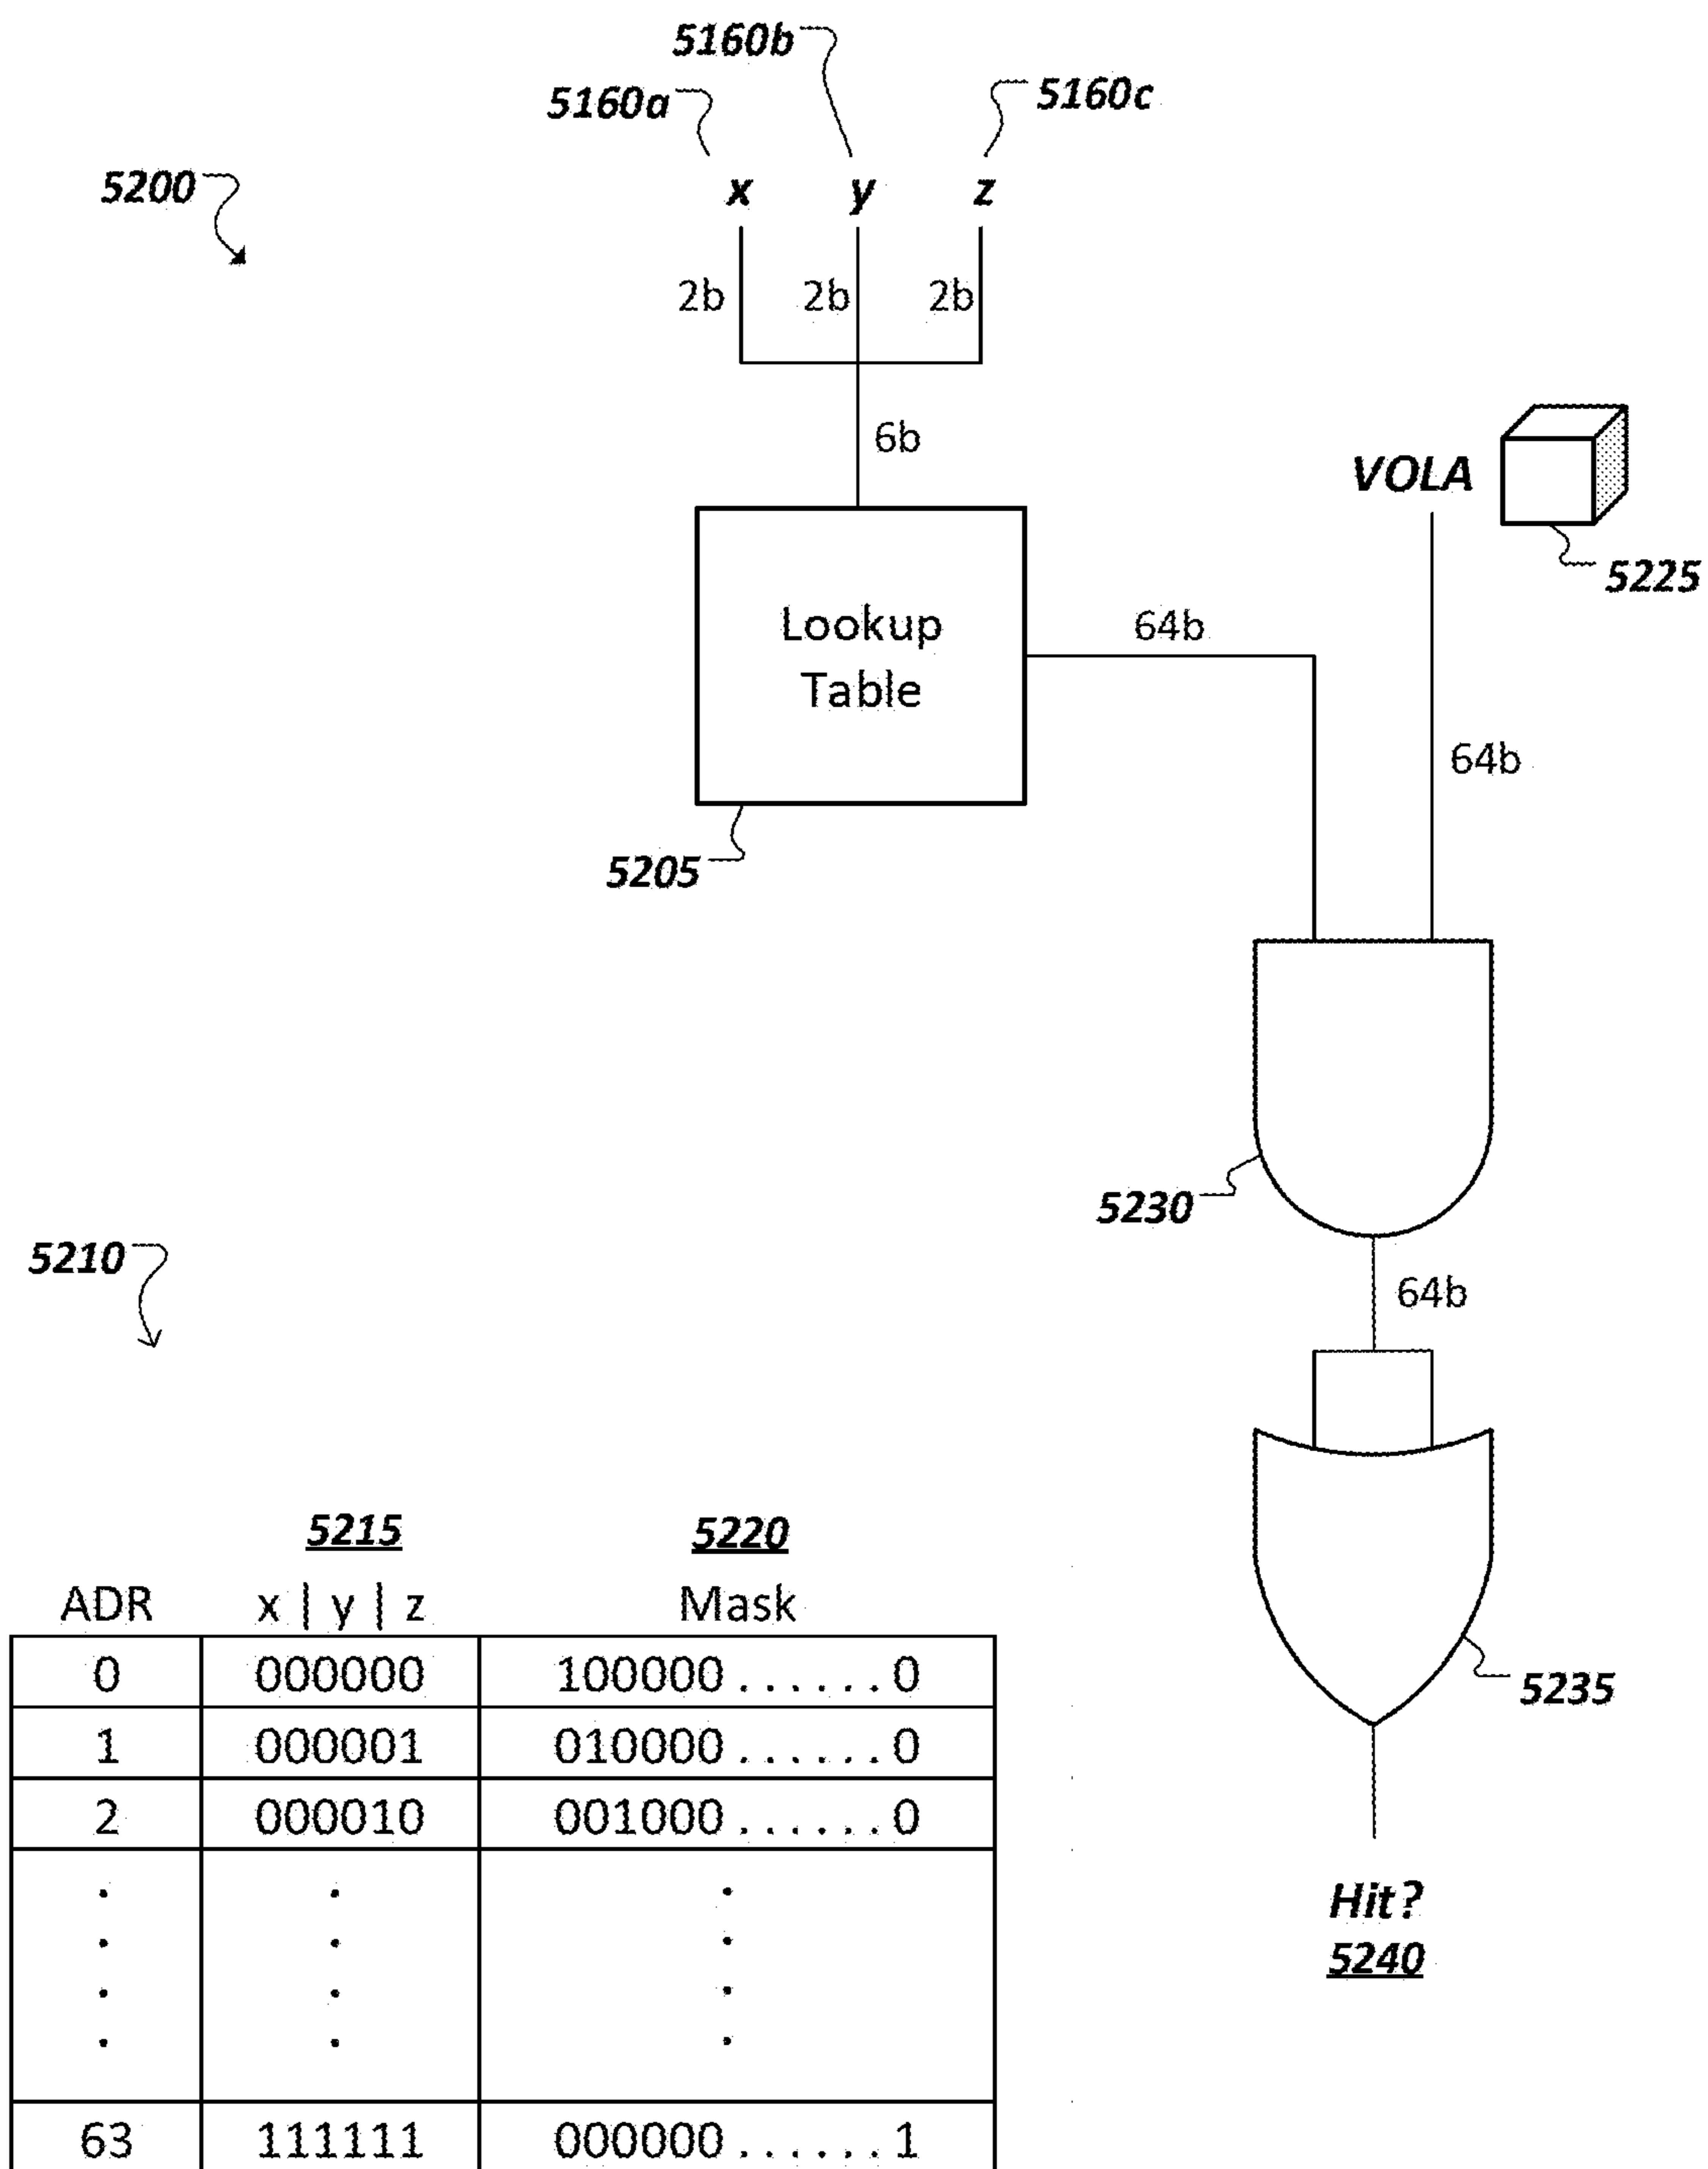 5160b
5160a
5160c
5200
x y z
2b 2b 2b
6b
VOLA
5225
Lookup
Table
64b
64b
5205
5230
5210
64b
5215 5220
ADR x | y | z Mask
0 000000 100000 . . . . . . 0
1 000001 010000 . . . . . . 0
2 000010 001000 . . . . . . 0
63 111111 000000 . . . . . . 1
5235
Hit?
5240